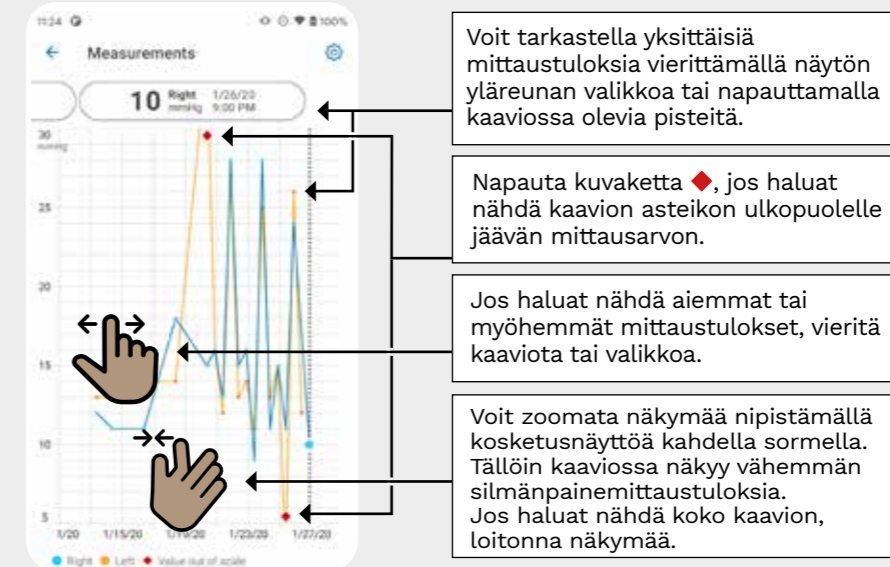 11:24
100%
Measurements
10 Right 1/26/20
mmHg 9:00 PM
30
mmHg
25
20
15
10
5
1/20 1/15/20 1/19/20 1/23/20 1/27/20
Right Left Value out of scale
Voit tarkastella yksittäisiä
mittaustuloksia vierittämällä näytön
yläreunan valikkoa tai napauttamalla
kaaviossa olevia pisteitä.
Napauta kuvaketta ◆, jos haluat
nähdä kaavion asteikon ulkopuolelle
jäävän mittausarvon.
Jos haluat nähdä aiemmat tai
myöhemmät mittaustulokset, vieritä
kaaviota tai valikkoa.
Voit zoomata näkymää nipistämällä
kosketusnäyttöä kahdella sormella.
Tällöin kaaviossa näkyy vähemmän
silmänpainemittaustuloksia.
Jos haluat nähdä koko kaavion,
loitonna näkymää.